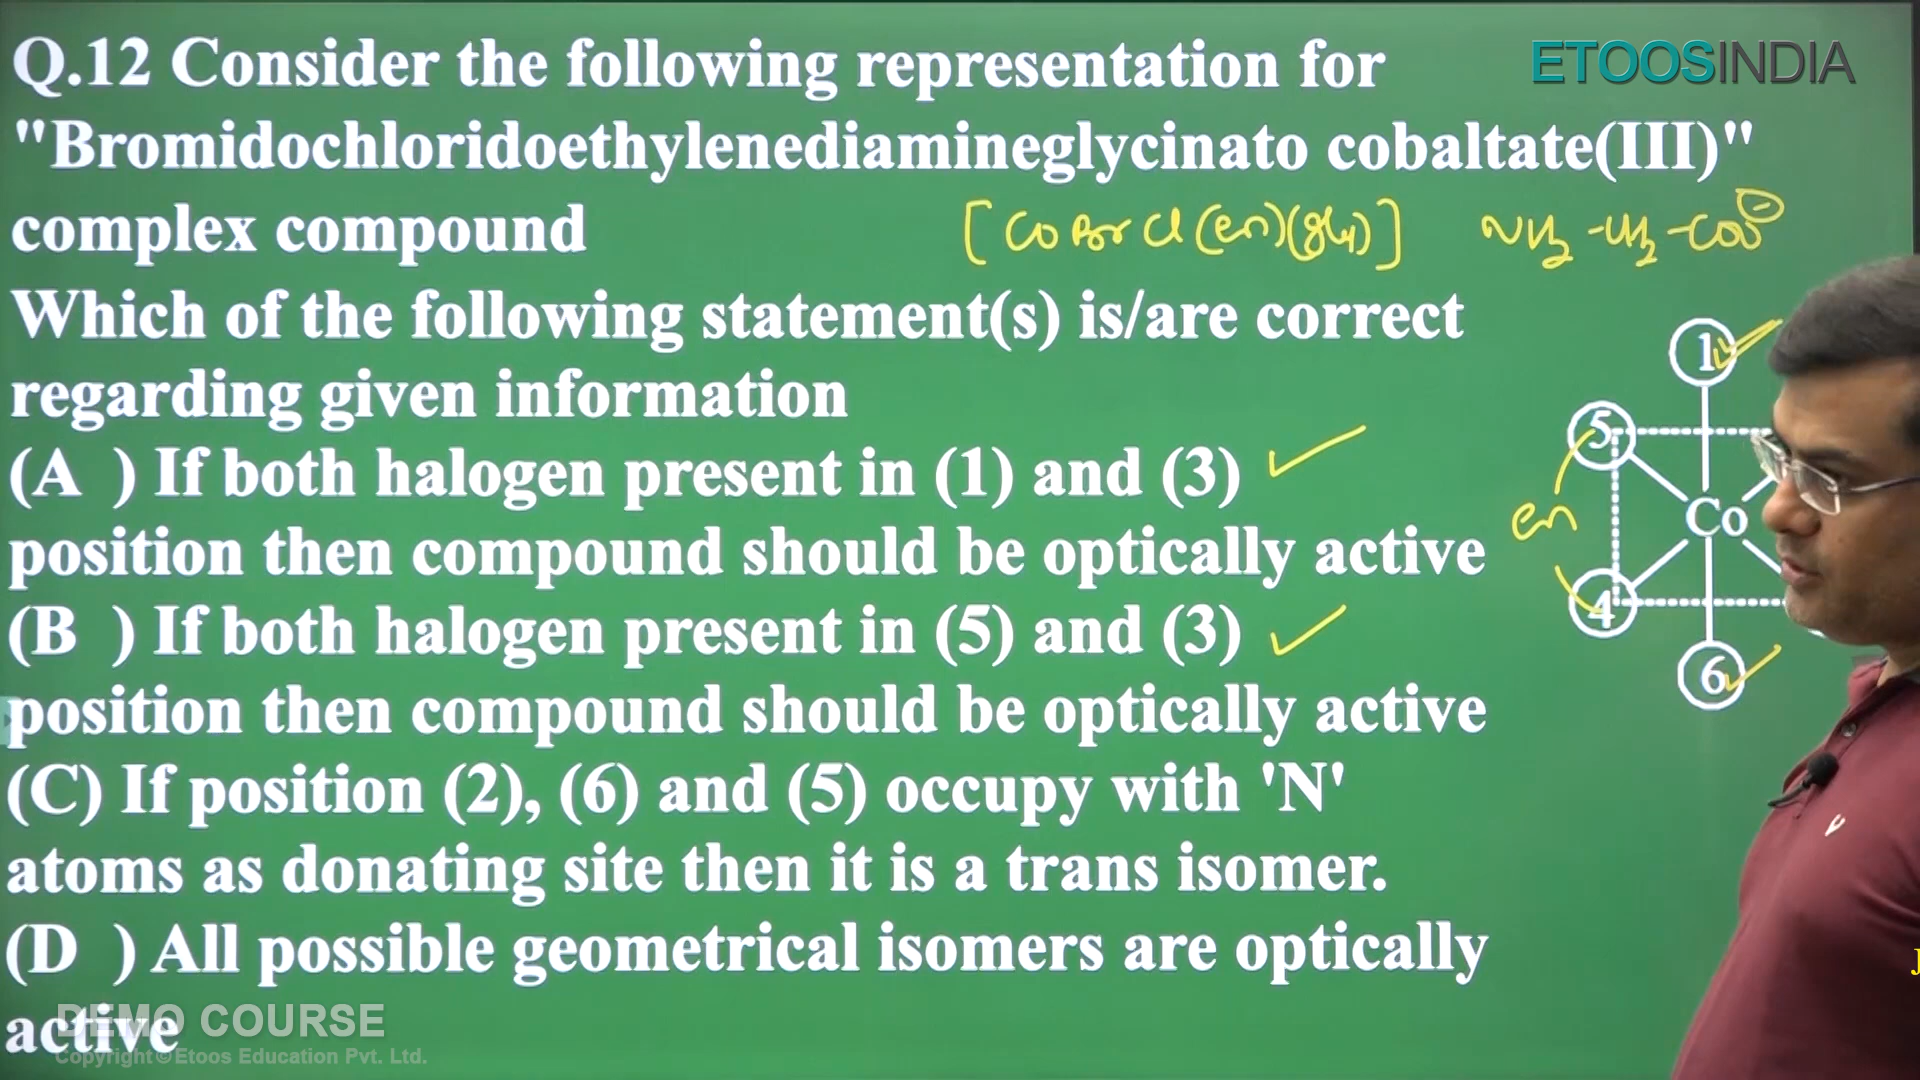 Q.12 Consider the following representation for
ETOOSINDIA
"Bromidochloridoethylenediamineglycinato cobaltate(III)"
complex compound
[Co Br Cl (en)(gly)] NH2-CH2-COO⊖
Which of the following statement(s) is/are correct
regarding given information
(A ) If both halogen present in (1) and (3)
position then compound should be optically active
(B ) If both halogen present in (5) and (3)
position then compound should be optically active
(C) If position (2), (6) and (5) occupy with 'N'
atoms as donating site then it is a trans isomer.
(D ) All possible geometrical isomers are optically
active
1
5
en
Co
4
6
DEMO COURSE
Copyright © Etoos Education Pvt. Ltd.